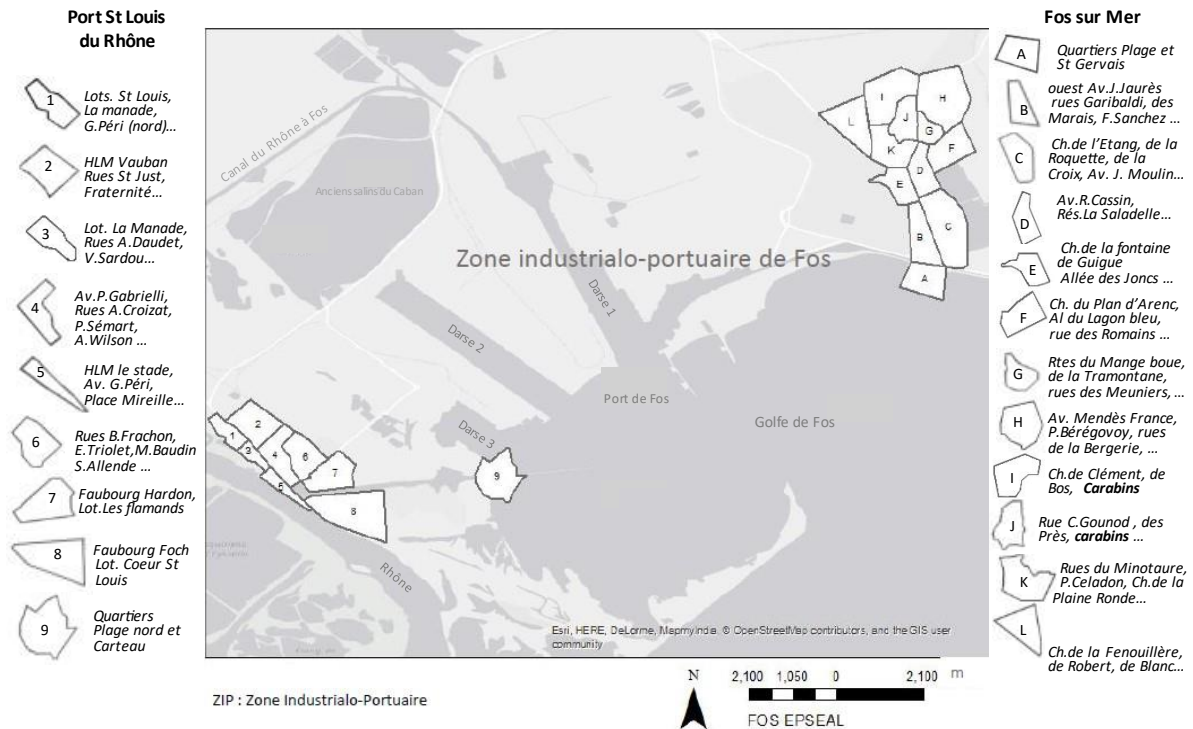 Port St Louis
du Rhône
1
Lots. St Louis,
La manade,
G.Péri (nord)...
2
HLM Vauban
Rues St Just,
Fraternité...
3
Lot. La Manade,
Rues A.Daudet,
V.Sardou...
4
Av.P.Gabrielli,
Rues A.Croizat,
P.Sémart,
A.Wilson ...
5
HLM le stade,
Av. G.Péri,
Place Mireille...
6
Rues B.Frachon,
E.Triolet,M.Baudin
S.Allende ...
7
Faubourg Hardon,
Lot.Les flamands
8
Faubourg Foch
Lot. Coeur St
Louis
9
Quartiers
Plage nord et
Carteau
Canal du Rhône à Fos
Anciens salins du Caban
Zone industrialo-portuaire de Fos
Darse 1
Darse 2
Darse 3
Port de Fos
Golfe de Fos
Rhône
1
2
3
4
5
6
7
8
9
I
H
J
L
G
K
F
D
E
B
C
A
Esri, HERE, DeLorme, MapmyIndia, © OpenStreetMap contributors, and the GIS user
community
Fos sur Mer
A
Quartiers Plage et
St Gervais
B
ouest Av.J.Jaurès
rues Garibaldi, des
Marais, F.Sanchez ...
C
Ch.de l'Etang, de la
Roquette, de la
Croix, Av. J. Moulin...
D
Av.R.Cassin,
Rés.La Saladelle...
E
Ch.de la fontaine
de Guigue
Allée des Joncs ...
F
Ch. du Plan d'Arenc,
Al du Lagon bleu,
rue des Romains ...
G
Rtes du Mange boue,
de la Tramontane,
rues des Meuniers, ...
H
Av. Mendès France,
P.Bérégovoy, rues
de la Bergerie, ...
I
Ch.de Clément, de
Bos, Carabins
J
Rue C.Gounod , des
Près, carabins ...
K
Rues du Minotaure,
P.Celadon, Ch.de la
Plaine Ronde...
L
Ch.de la Fenouillère,
de Robert, de Blanc...
ZIP : Zone Industrialo-Portuaire
N
2,100 1,050 0 2,100 m
FOS EPSEAL